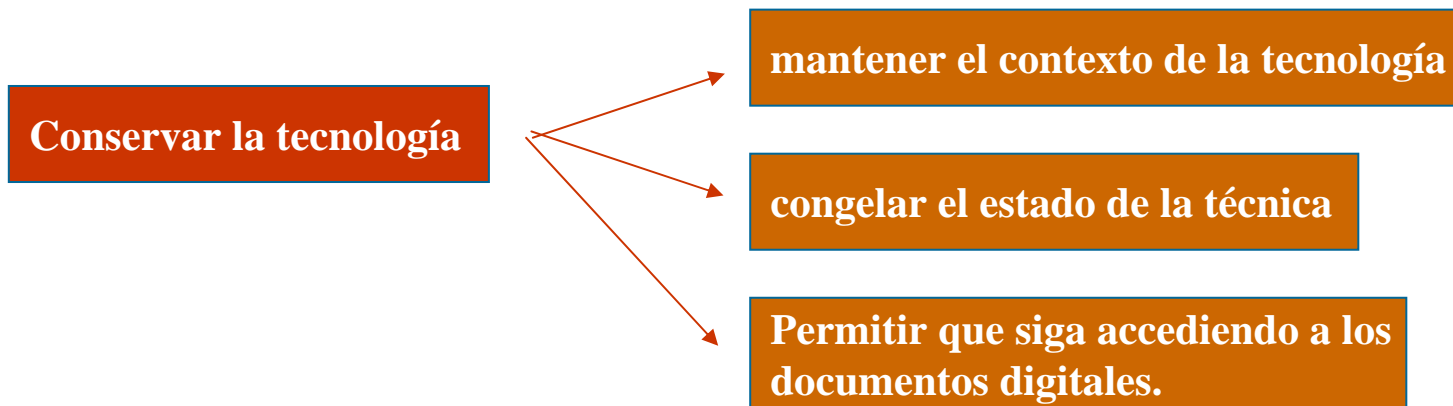 Conservar la tecnología
mantener el contexto de la tecnología
congelar el estado de la técnica
Permitir que siga accediendo a los
documentos digitales.